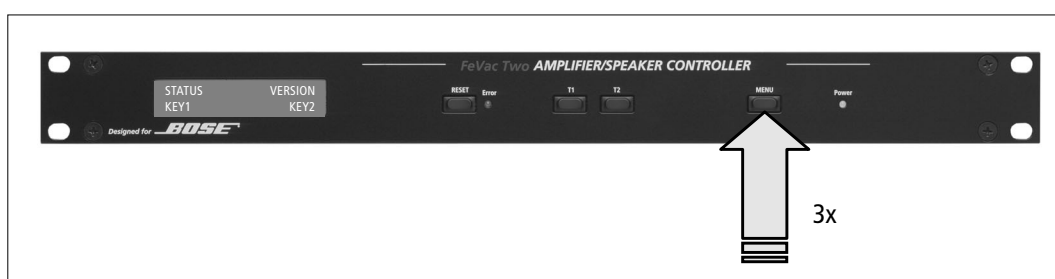 FeVac Two AMPLIFIER/SPEAKER CONTROLLER
STATUS VERSION
KEY1 KEY2
RESET Error T1 T2 MENU Power
Designed for BOSE
3x